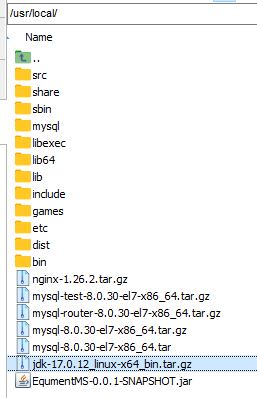 /usr/local/
Name
..
src
share
sbin
mysql
libexec
lib64
lib
include
games
etc
dist
bin
nginx-1.26.2.tar.gz
mysql-test-8.0.30-el7-x86_64.tar.gz
mysql-router-8.0.30-el7-x86_64.tar.gz
mysql-8.0.30-el7-x86_64.tar.gz
mysql-8.0.30-el7-x86_64.tar
jdk-17.0.12_linux-x64_bin.tar.gz
EqumentMS-0.0.1-SNAPSHOT.jar